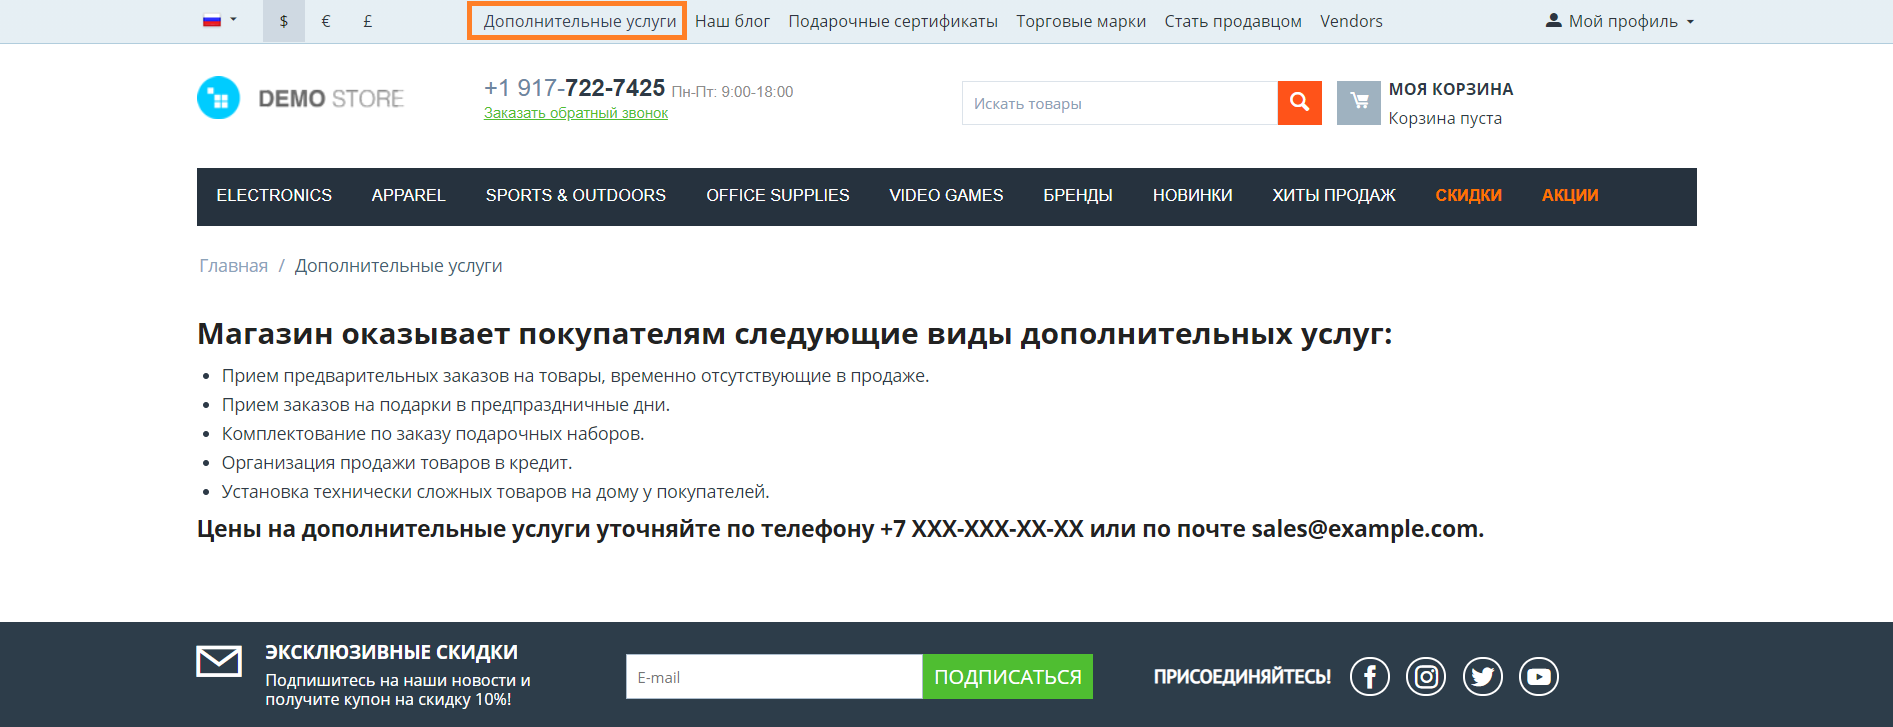 $ € £ Дополнительные услуги Наш блог Подарочные сертификаты Торговые марки Стать продавцом Vendors Мой профиль
DEMO STORE
+1 917-722-7425 Пн-Пт: 9:00-18:00
Заказать обратный звонок
Искать товары
МОЯ КОРЗИНА
Корзина пуста
ELECTRONICS APPAREL SPORTS & OUTDOORS OFFICE SUPPLIES VIDEO GAMES БРЕНДЫ НОВИНКИ ХИТЫ ПРОДАЖ СКИДКИ АКЦИИ
Главная / Дополнительные услуги
Магазин оказывает покупателям следующие виды дополнительных услуг:
• Прием предварительных заказов на товары, временно отсутствующие в продаже.
• Прием заказов на подарки в предпраздничные дни.
• Комплектование по заказу подарочных наборов.
• Организация продажи товаров в кредит.
• Установка технически сложных товаров на дому у покупателей.
Цены на дополнительные услуги уточняйте по телефону +7 XXX-XXX-XX-XX или по почте sales@example.com.
ЭКСКЛЮЗИВНЫЕ СКИДКИ
Подпишитесь на наши новости и
получите купон на скидку 10%!
E-mail
ПОДПИСАТЬСЯ
ПРИСОЕДИНЯЙТЕСЬ!